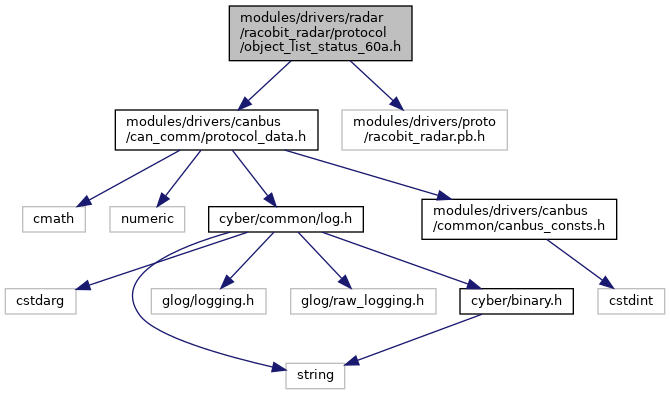 modules/drivers/radar
/racobit_radar/protocol
/object_list_status_60a.h
modules/drivers/canbus
/can_comm/protocol_data.h
modules/drivers/proto
/racobit_radar.pb.h
cmath
numeric
cyber/common/log.h
modules/drivers/canbus
/common/canbus_consts.h
cstdarg
glog/logging.h
glog/raw_logging.h
cyber/binary.h
cstdint
string